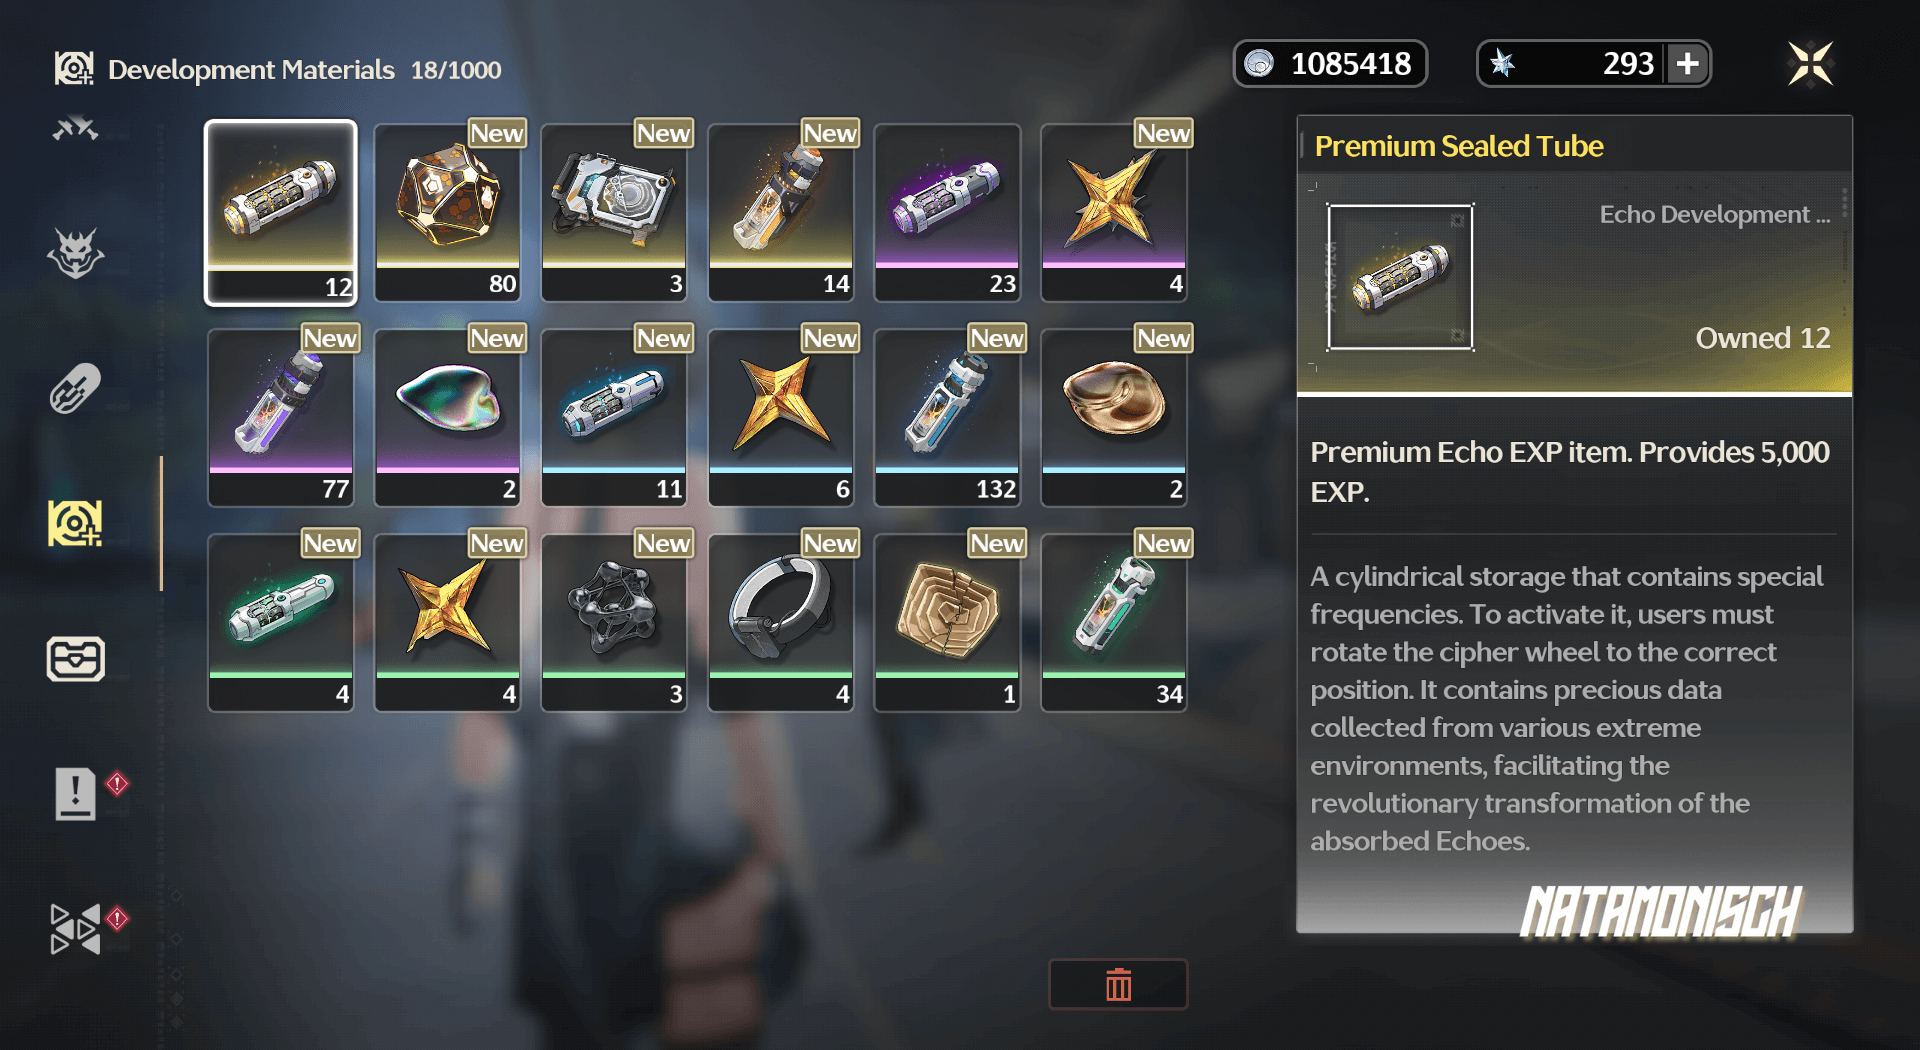 Development Materials 18/1000
1085418
293
New
New
New
New
12
80
3
14
23
4
New
New
New
New
New
New
77
2
11
6
132
2
New
New
New
New
New
New
4
4
3
4
1
34
Premium Sealed Tube
Echo Development ...
Owned 12
Premium Echo EXP item. Provides 5,000
EXP.
A cylindrical storage that contains special
frequencies. To activate it, users must
rotate the cipher wheel to the correct
position. It contains precious data
collected from various extreme
environments, facilitating the
revolutionary transformation of the
absorbed Echoes.
NATAMONISCH